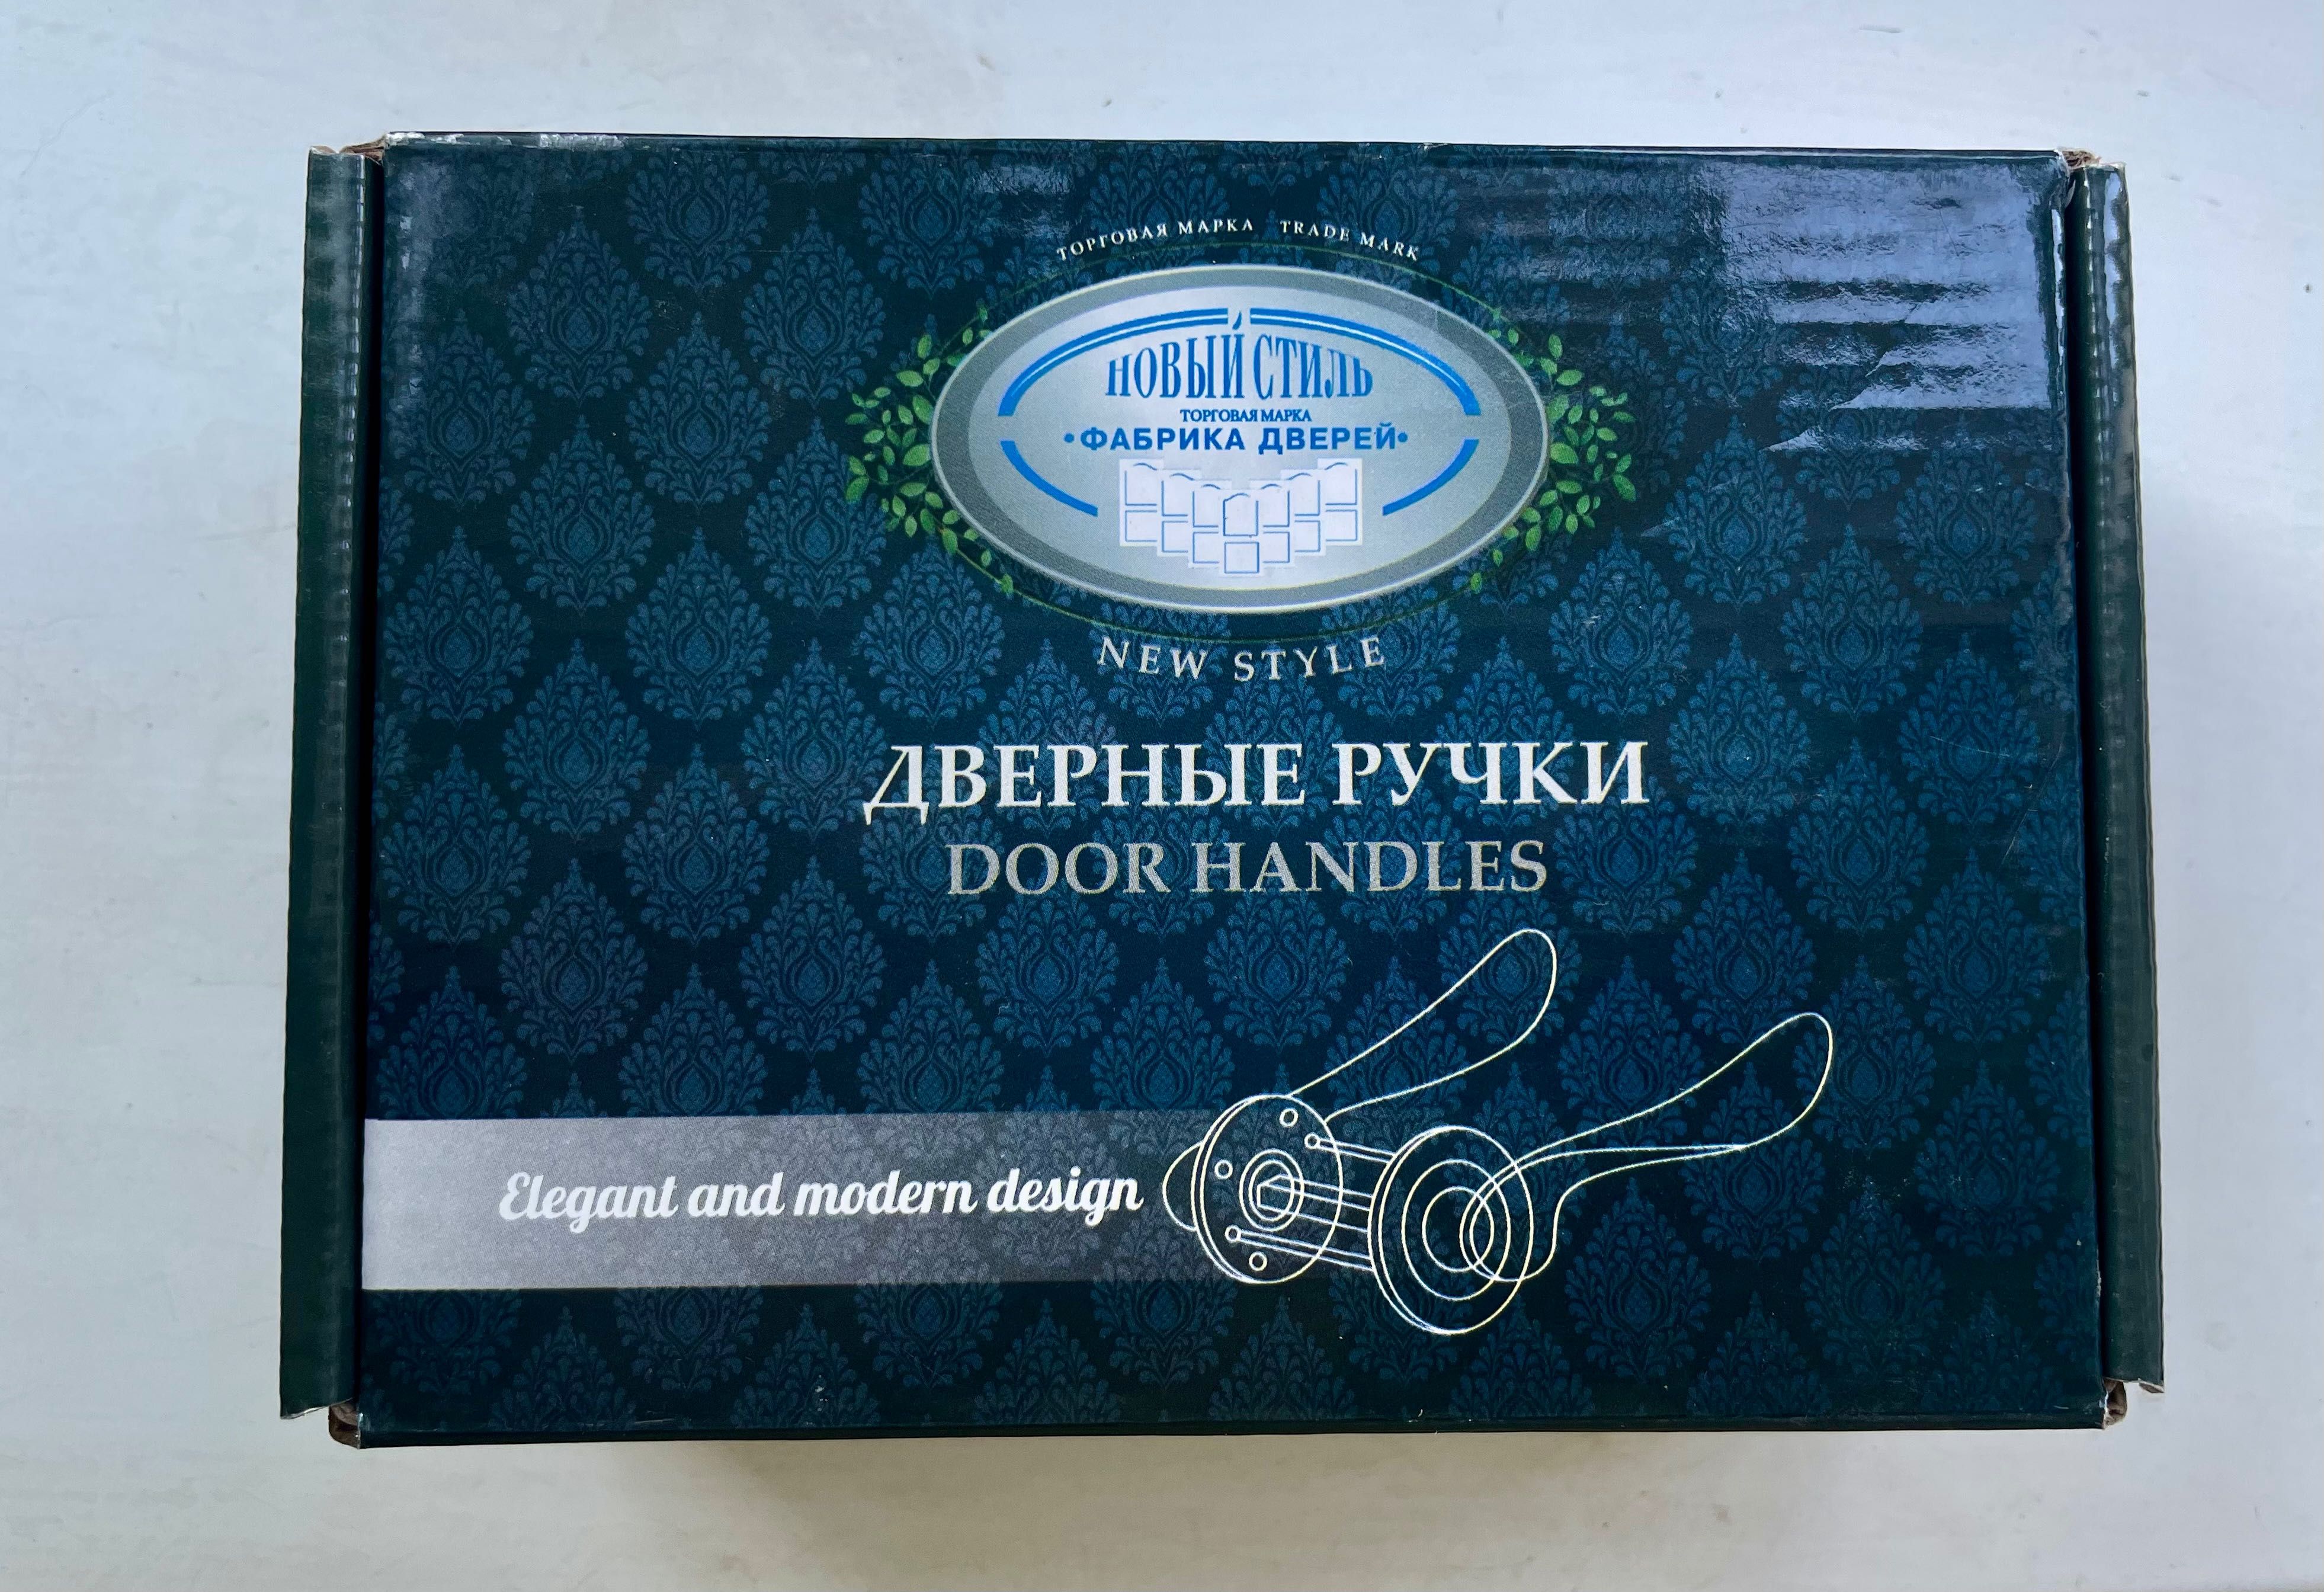 ТОРГОВАЯ МАРКА TRADE MARK
НОВЫЙ СТИЛЬ
ТОРГОВАЯ МАРКА
•ФАБРИКА ДВЕРЕЙ•
NEW STYLE
ДВЕРНЫЕ РУЧКИ
DOOR HANDLES
Elegant and modern design